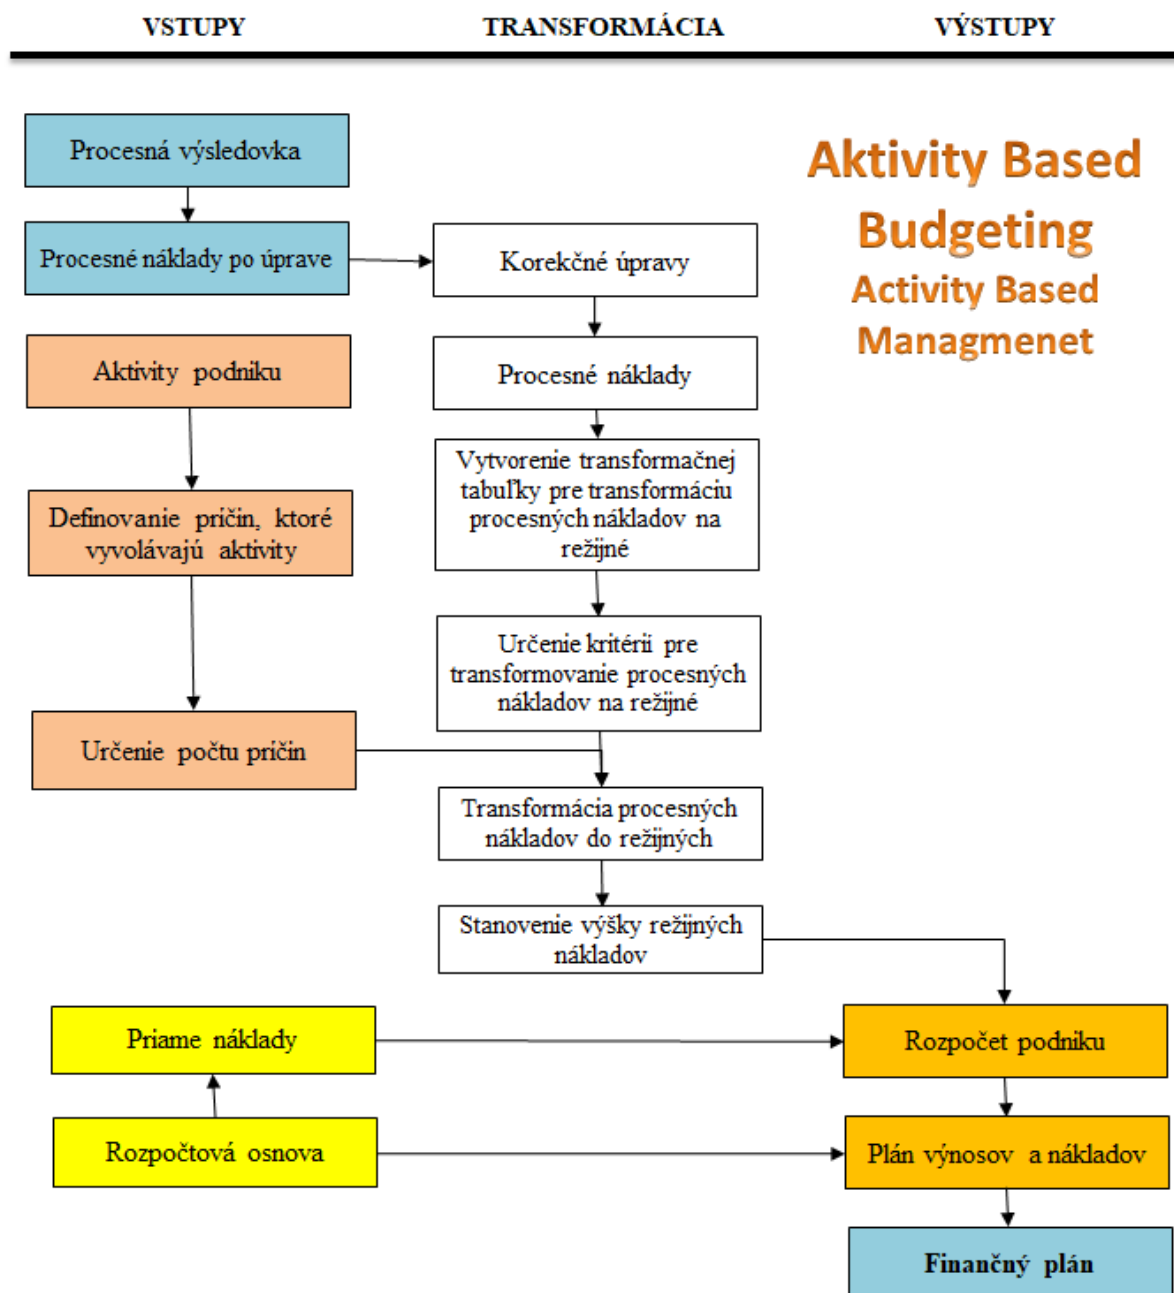 VSTUPY
TRANSFORMÁCIA
VÝSTUPY
Procesná výsledovka
Aktivity Based
Budgeting
Activity Based
Managmenet
Procesné náklady po úprave
Korekčné úpravy
Aktivity podniku
Procesné náklady
Vytvorenie transformačnej
tabuľky pre transformáciu
procesných nákladov na
režijné
Definovanie príčin, ktoré
vyvolávajú aktivity
Určenie kritérií pre
transformovanie procesných
nákladov na režijné
Určenie počtu príčin
Transformácia procesných
nákladov do režijných
Stanovenie výšky režijných
nákladov
Priame náklady
Rozpočet podniku
Rozpočtová osnova
Plán výnosov a nákladov
Finančný plán